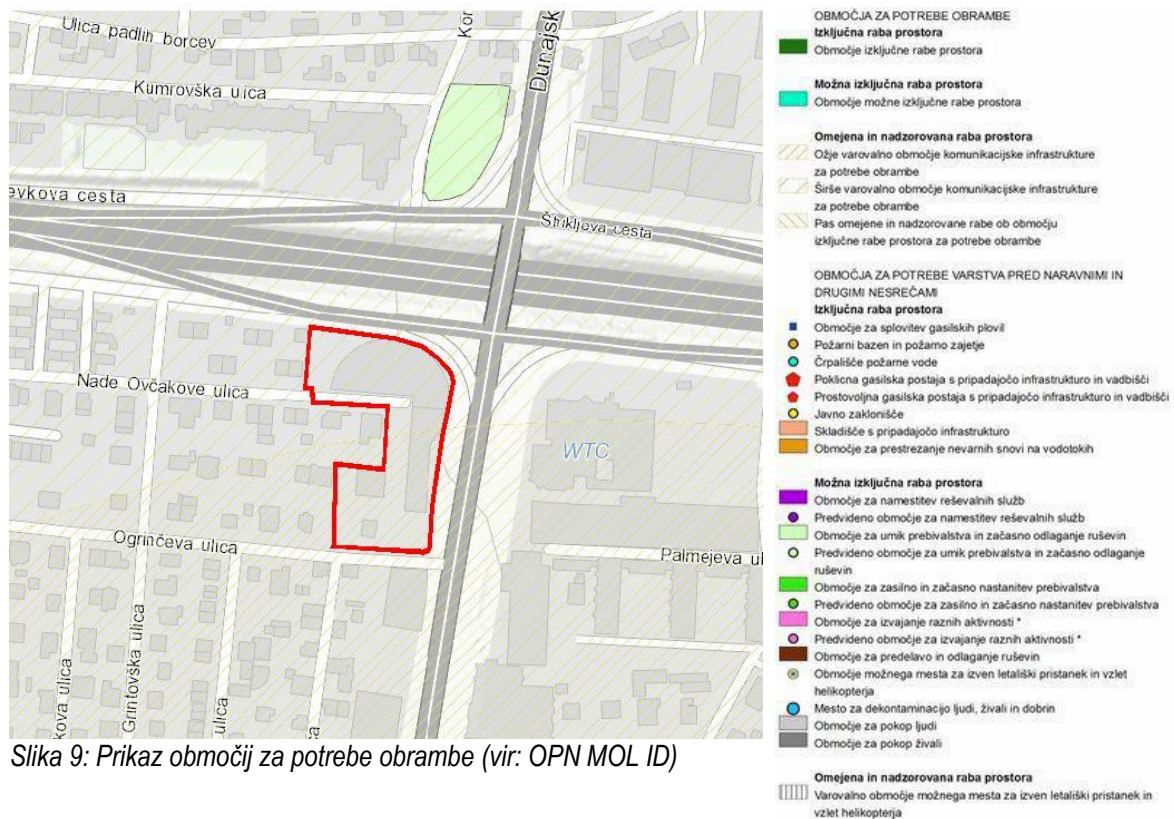 Ulica padlih borcev
Kor
Dunajsk
Kumrovška ulica
evkova cesta
Štrikljeva cesta
Nade Ovčakove ulica
WTC
Ogrinčeva ulica
Palmejeva ul
kova ulica
Grintovška ulica
ulica
Slika 9: Prikaz območij za potrebe obrambe (vir: OPN MOL ID)
OBMOČJA ZA POTREBE OBRAMBE
Izključna raba prostora
Območje izključne rabe prostora
Možna izključna raba prostora
Območje možne izključne rabe prostora
Omejena in nadzorovana raba prostora
Ožje varovalno območje komunikacijske infrastrukture
za potrebe obrambe
Širše varovalno območje komunikacijske infrastrukture
za potrebe obrambe
Pas omejene in nadzorovane rabe ob območju
izključne rabe prostora za potrebe obrambe
OBMOČJA ZA POTREBE VARSTVA PRED NARAVNIMI IN
DRUGIMI NESREČAMI
Izključna raba prostora
Območje za splovitev gasilskih plovil
Požarni bazen in požarno zajetje
Črpališče požarne vode
Poklicna gasilska postaja s pripadajočo infrastrukturo in vadbišči
Prostovoljna gasilska postaja s pripadajočo infrastrukturo in vadbišči
Javno zaklonišče
Skladišče s pripadajočo infrastrukturo
Območje za prestrezanje nevarnih snovi na vodotokih
Možna izključna raba prostora
Območje za namestitev reševalnih služb
Predvideno območje za namestitev reševalnih služb
Območje za umik prebivalstva in začasno odlaganje ruševin
Predvideno območje za umik prebivalstva in začasno odlaganje
ruševin
Območje za zasilno in začasno nastanitev prebivalstva
Predvideno območje za zasilno in začasno nastanitev prebivalstva
Območje za izvajanje raznih aktivnosti *
Predvideno območje za izvajanje raznih aktivnosti *
Območje za predelavo in odlaganje ruševin
Območje možnega mesta za izven letališki pristanek in vzlet
helikopterja
Mesto za dekontaminacijo ljudi, živali in dobrin
Območje za pokop ljudi
Območje za pokop živali
Omejena in nadzorovana raba prostora
Varovalno območje možnega mesta za izven letališki pristanek in
vzlet helikopterja